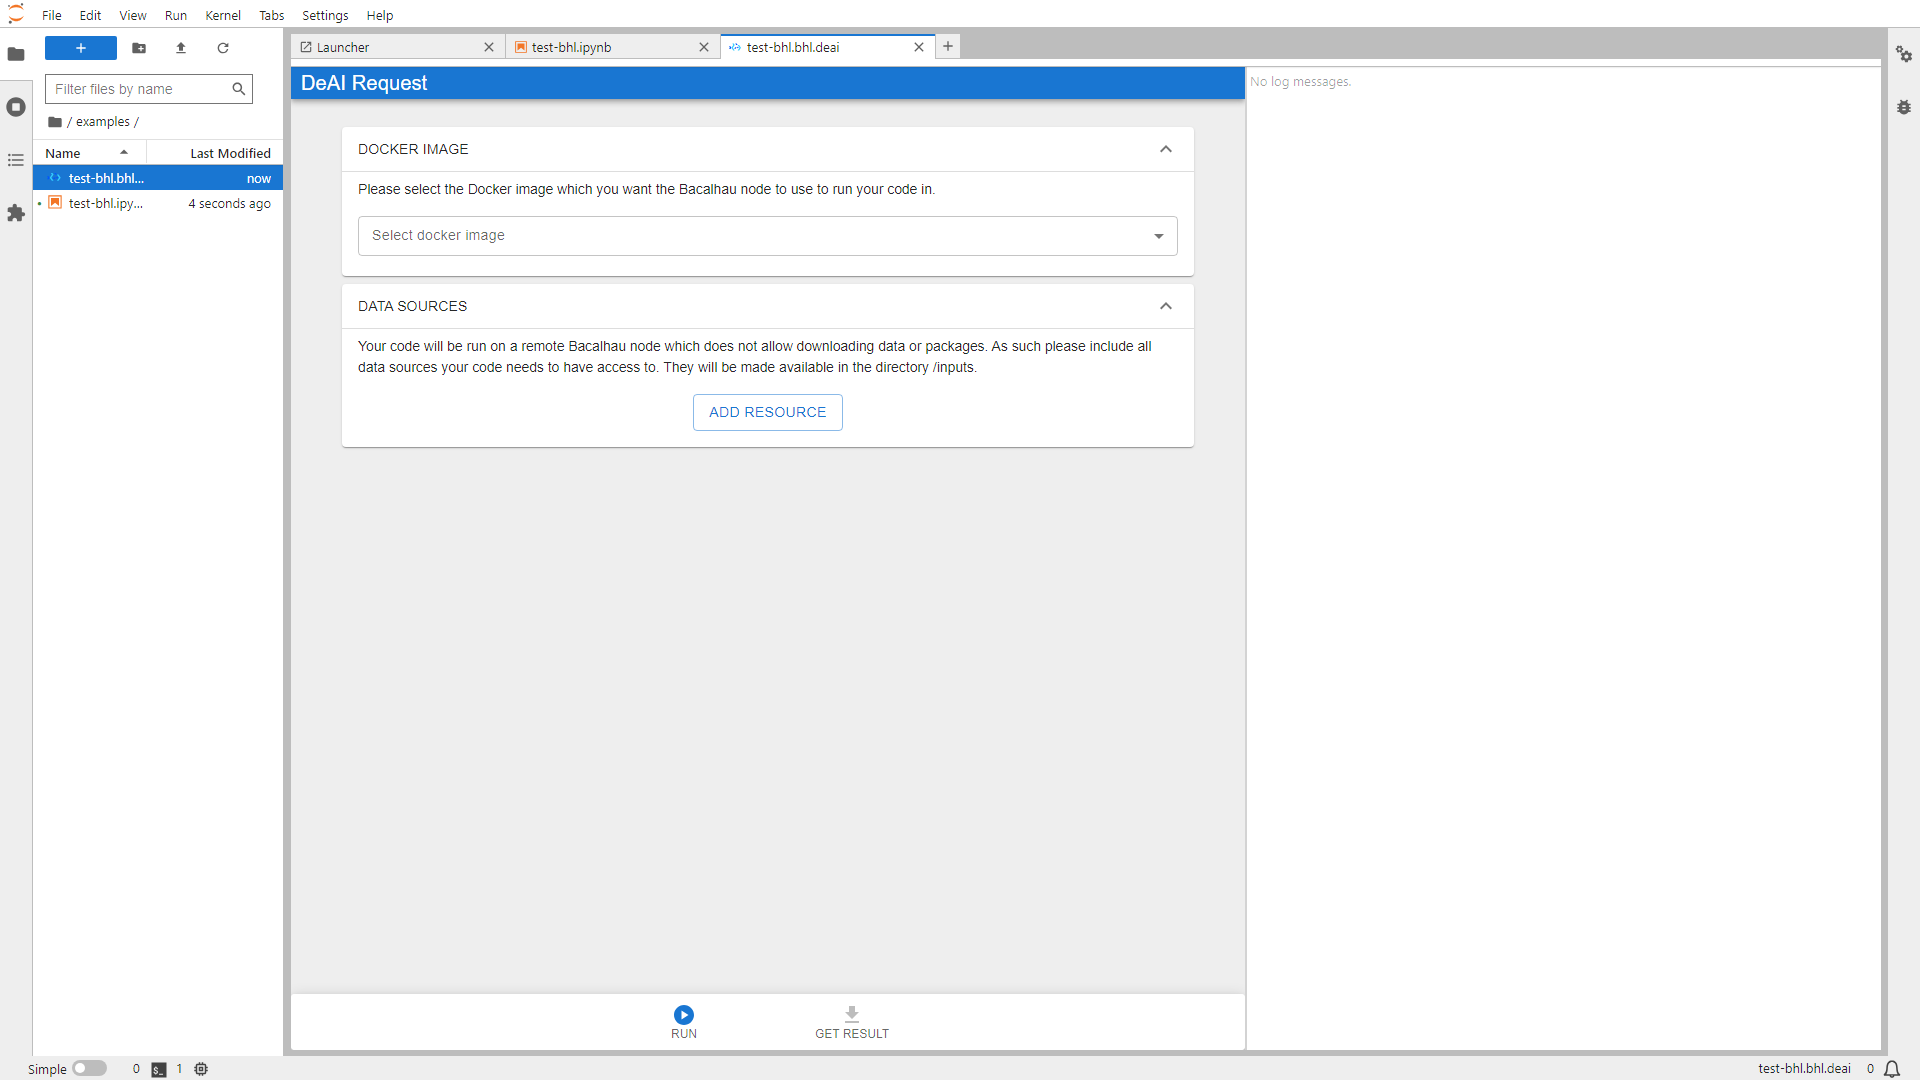 File Edit View Run Kernel Tabs Settings Help
Filter files by name
/ examples /
Name Last Modified
test-bhl.bhl... now
test-bhl.ipy... 4 seconds ago
Launcher test-bhl.ipynb test-bhl.bhl.deai
DeAI Request
No log messages.
DOCKER IMAGE
Please select the Docker image which you want the Bacalhau node to use to run your code in.
Select docker image
DATA SOURCES
Your code will be run on a remote Bacalhau node which does not allow downloading data or packages. As such please include all
data sources your code needs to have access to. They will be made available in the directory /inputs.
ADD RESOURCE
RUN GET RESULT
Simple 0 $_ 1 test-bhl.bhl.deai 0